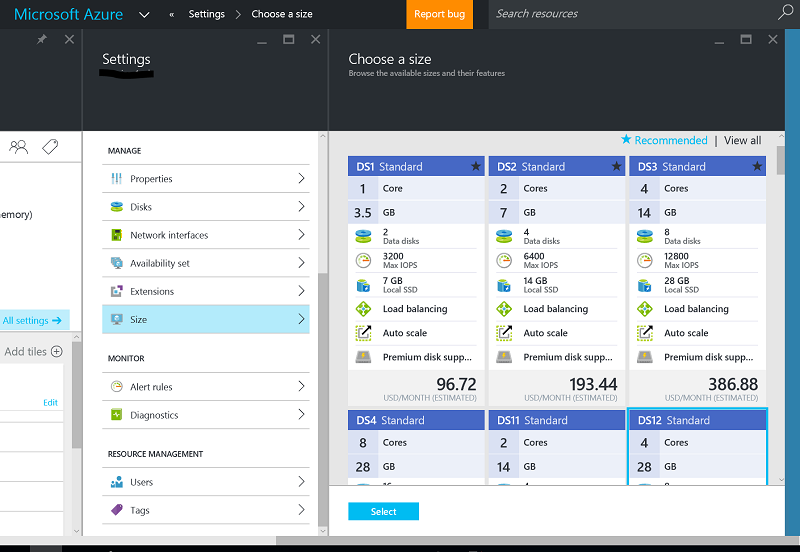 Microsoft Azure
«
Settings
Choose a size
Report bug
Search resources
emory)
All settings →
Add tiles
Edit
Settings
MANAGE
Properties
Disks
Network interfaces
Availability set
Extensions
Size
MONITOR
Alert rules
Diagnostics
RESOURCE MANAGEMENT
Users
Tags
Choose a size
Browse the available sizes and their features
★ Recommended | View all
DS1 Standard
1 Core
3.5 GB
2
Data disks
3200
Max IOPS
7 GB
Local SSD
Load balancing
Auto scale
Premium disk supp...
96.72
USD/MONTH (ESTIMATED)
DS2 Standard
2 Cores
7 GB
4
Data disks
6400
Max IOPS
14 GB
Local SSD
Load balancing
Auto scale
Premium disk supp...
193.44
USD/MONTH (ESTIMATED)
DS3 Standard
4 Cores
14 GB
8
Data disks
12800
Max IOPS
28 GB
Local SSD
Load balancing
Auto scale
Premium disk supp...
386.88
USD/MONTH (ESTIMATED)
DS4 Standard
8 Cores
28 GB
DS11 Standard
2 Cores
14 GB
DS12 Standard
4 Cores
28 GB
Select